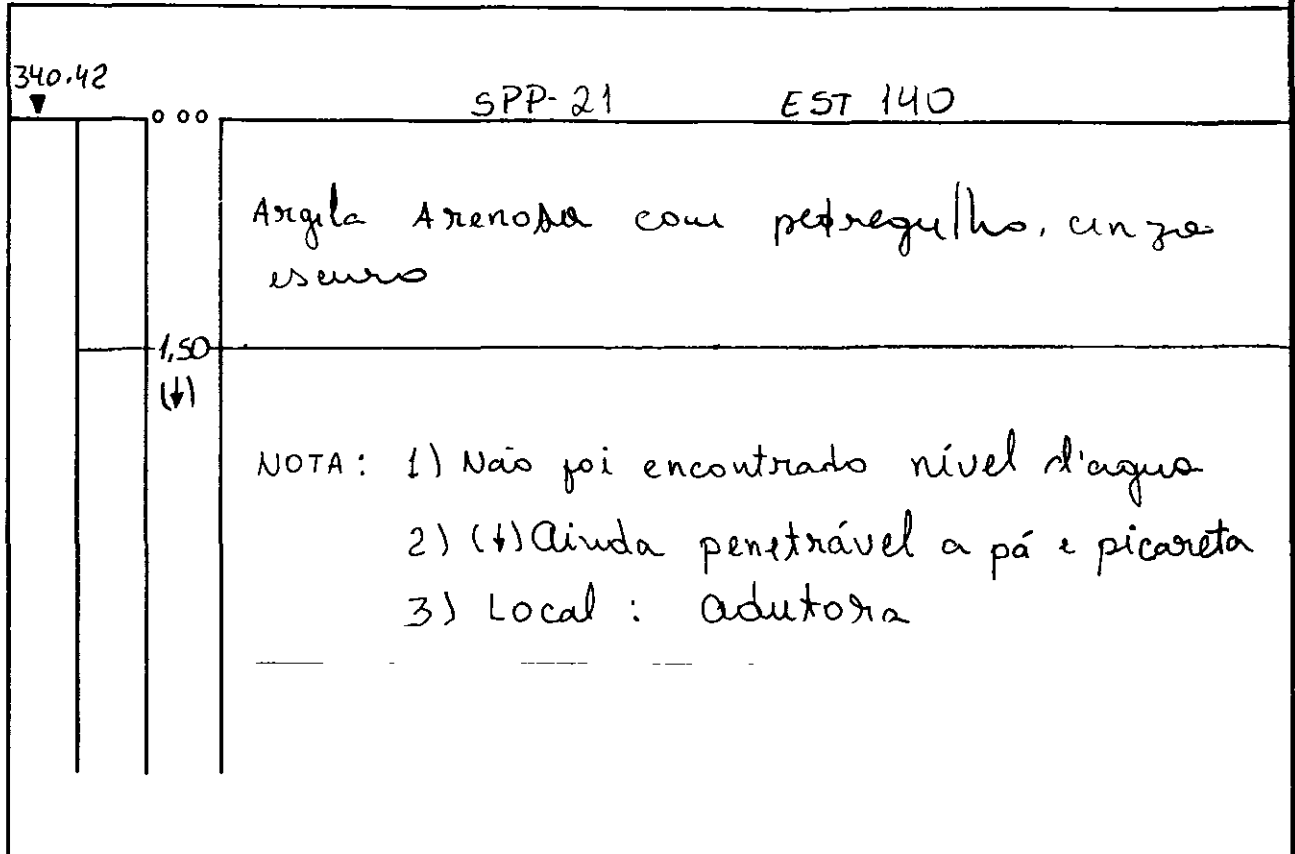 340.42
SPP-21 EST 140
0 00
Argila Arenosa com pedregulho, cinza
escuro
1,50
(↓)
NOTA: 1) Não foi encontrado nível d'agua
2) (↓) Ainda penetrável a pá e picareta
3) Local : adutora